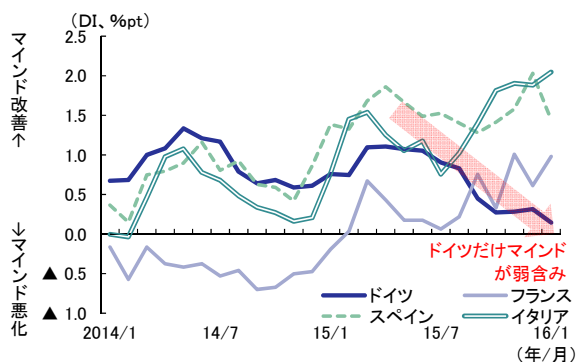 (DI、%pt)
マインド改善↑
↓マインド悪化
2.5
2.0
1.5
1.0
0.5
0.0
▲ 0.5
▲ 1.0
ドイツだけマインド
が弱含み
ドイツ
フランス
スペイン
イタリア
2014/1
14/7
15/1
15/7
16/1
(年/月)